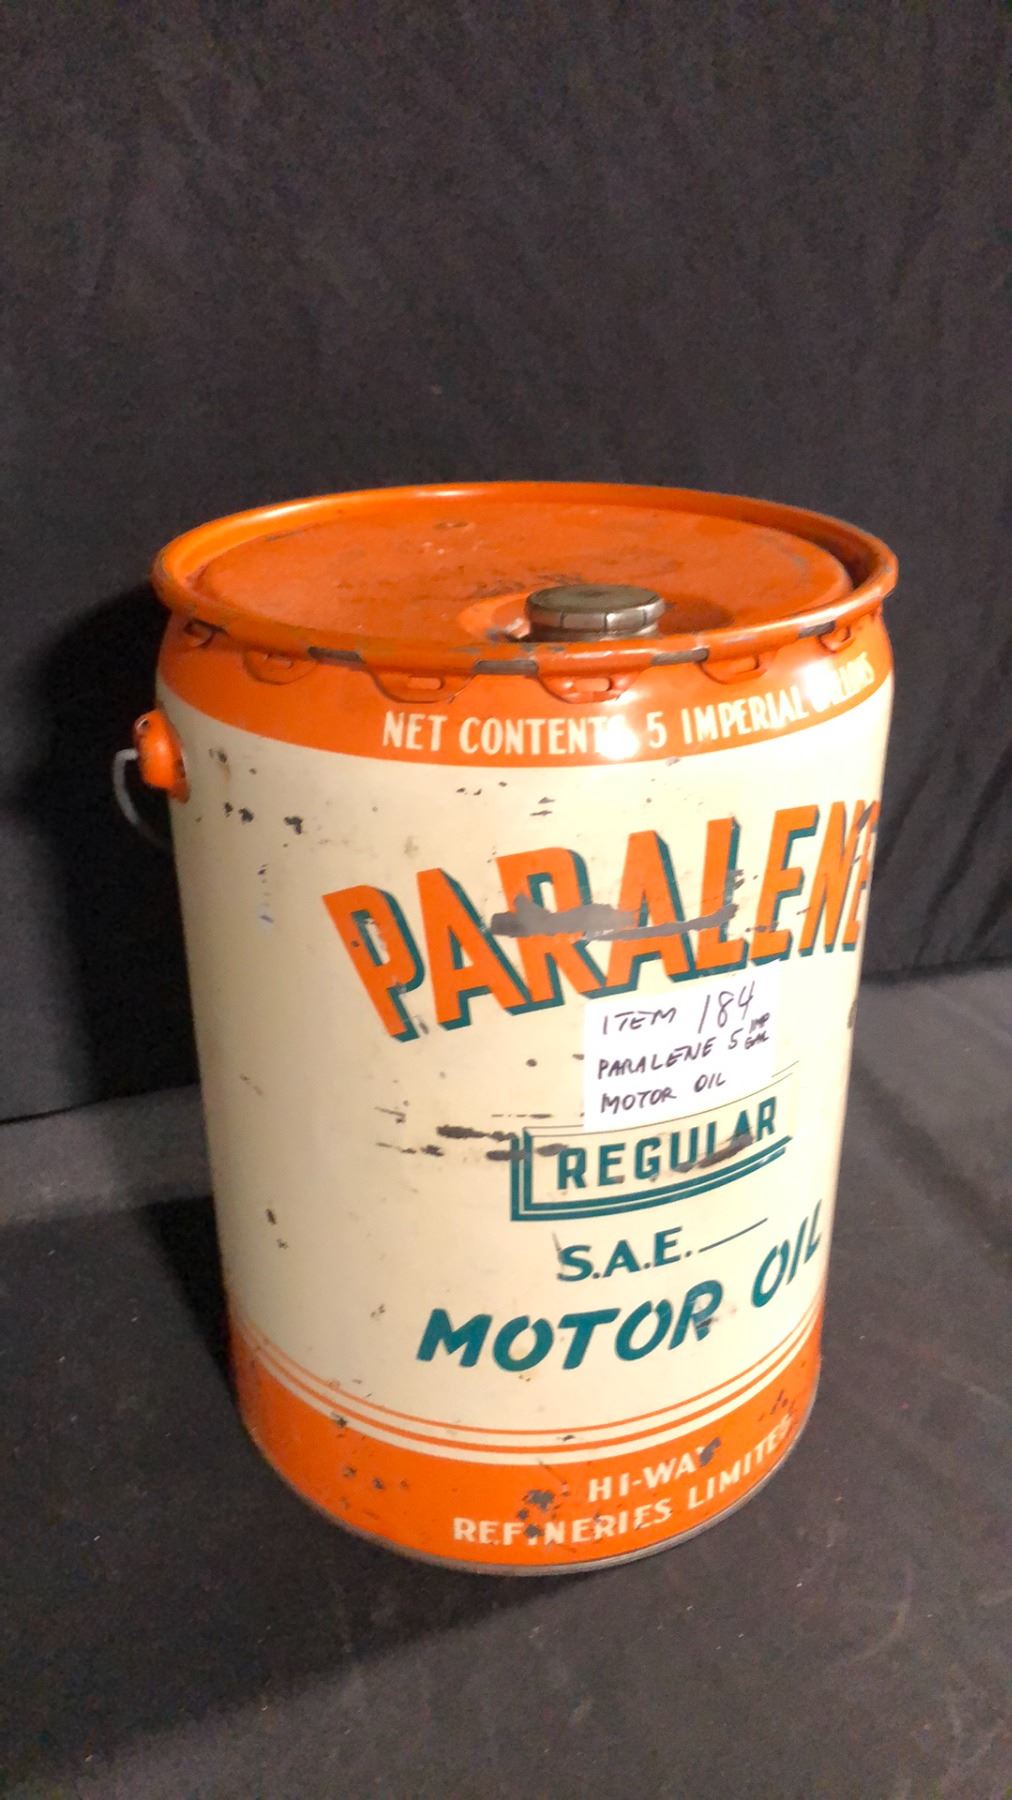 NET CONTENTS 5 IMPERIAL GALLONS
PARALENE
ITEM 184
PARALENE 5 IMP GAL
MOTOR OIL
REGULAR
S.A.E.
MOTOR OIL
HI-WAY
REFINERIES LIMITED